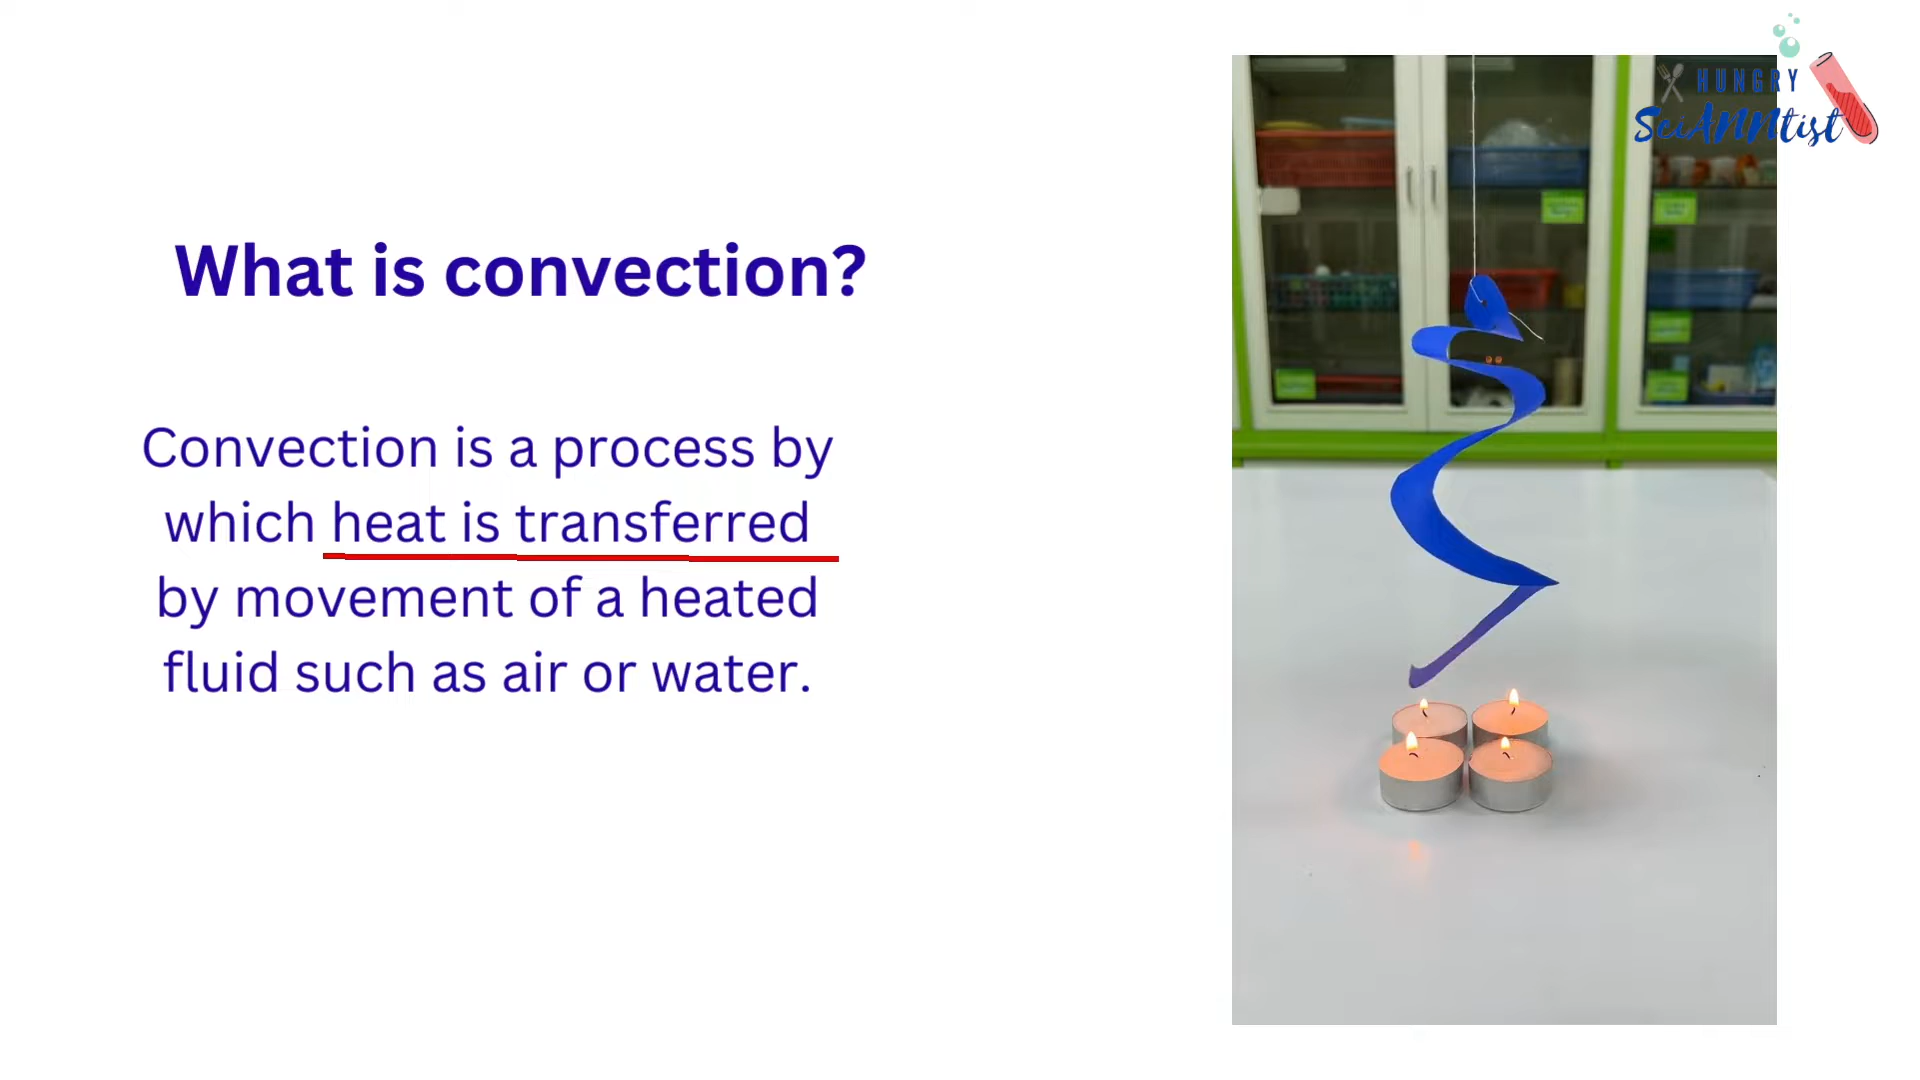 HUNGRY
SciANNtist
What is convection?
Convection is a process by
which heat is transferred
by movement of a heated
fluid such as air or water.